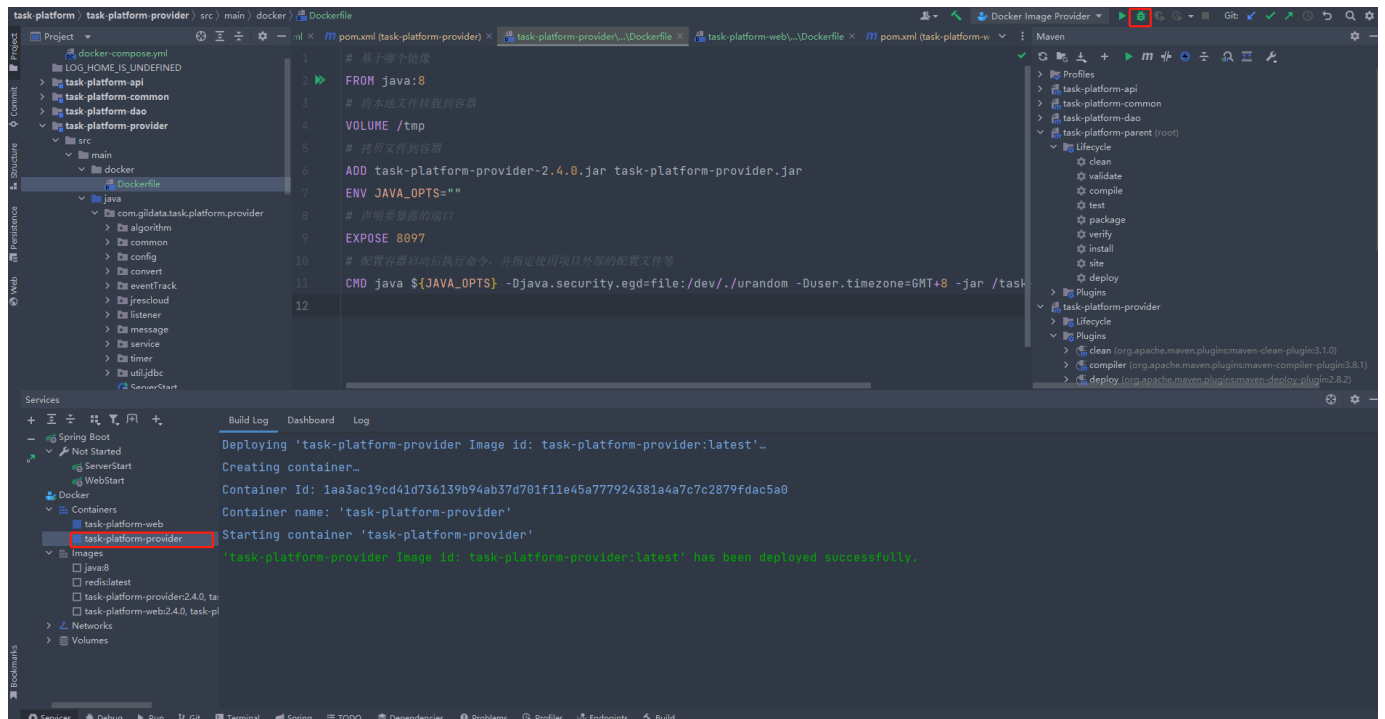 task-platform › task-platform-provider › src › main › docker › Dockerfile
Docker Image Provider
Git:
Project
pom.xml (task-platform-provider)
task-platform-provider\...\Dockerfile
task-platform-web\...\Dockerfile
pom.xml (task-platform-w
Maven
docker-compose.yml
LOG_HOME_IS_UNDEFINED
task-platform-api
task-platform-common
task-platform-dao
task-platform-provider
src
main
docker
Dockerfile
java
com.gildata.task.platform.provider
algorithm
common
config
convert
eventTrack
jrescloud
listener
message
service
timer
util.jdbc
ServerStart
1 # 基于哪个镜像
2 FROM java:8
3 # 将本地文件挂载到容器
4 VOLUME /tmp
5 # 拷贝文件到容器
6 ADD task-platform-provider-2.4.0.jar task-platform-provider.jar
7 ENV JAVA_OPTS=""
8 # 声明要暴露的端口
9 EXPOSE 8097
10 # 配置容器启动后执行命令，并指定使用项目外部的配置文件等
11 CMD java ${JAVA_OPTS} -Djava.security.egd=file:/dev/./urandom -Duser.timezone=GMT+8 -jar /task
12
Profiles
task-platform-api
task-platform-common
task-platform-dao
task-platform-parent (root)
Lifecycle
clean
validate
compile
test
package
verify
install
site
deploy
Plugins
task-platform-provider
Lifecycle
Plugins
clean (org.apache.maven.plugins:maven-clean-plugin:3.1.0)
compiler (org.apache.maven.plugins:maven-compiler-plugin:3.8.1)
deploy (org.apache.maven.plugins:maven-deploy-plugin:2.8.2)
Project
Commit
Structure
Persistence
Web
Bookmarks
Services
Build Log
Dashboard
Log
Spring Boot
Not Started
ServerStart
WebStart
Docker
Containers
task-platform-web
task-platform-provider
Images
java:8
redis:latest
task-platform-provider:2.4.0, ta
task-platform-web:2.4.0, task-pl
Networks
Volumes
Deploying 'task-platform-provider Image id: task-platform-provider:latest'…
Creating container…
Container Id: 1aa3ac19cd41d736139b94ab37d701f11e45a777924381a4a7c7c2879fdac5a0
Container name: 'task-platform-provider'
Starting container 'task-platform-provider'
'task-platform-provider Image id: task-platform-provider:latest' has been deployed successfully.
Services
Debug
Run
Git
Terminal
Spring
TODO
Dependencies
Problems
Profiler
Endpoints
Build